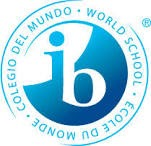 COLEGIO DEL MUNDO · WORLD SCHOOL · ÉCOLE DU MONDE ·
ib
®